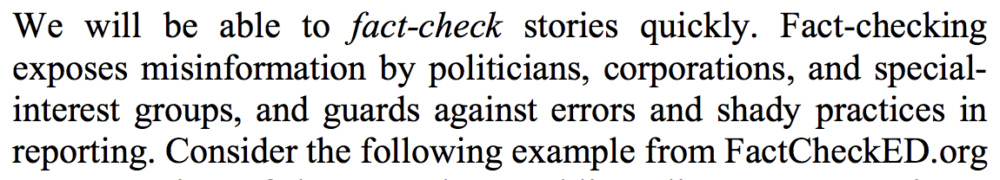 We will be able to fact-check stories quickly. Fact-checking
exposes misinformation by politicians, corporations, and special-
interest groups, and guards against errors and shady practices in
reporting. Consider the following example from FactCheckED.org